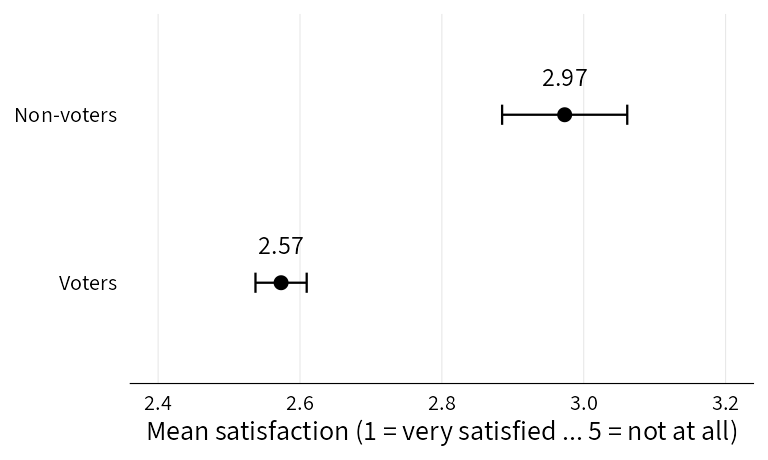 2.97
Non-voters
2.57
Voters
2.4 2.6 2.8 3.0 3.2
Mean satisfaction (1 = very satisfied ... 5 = not at all)